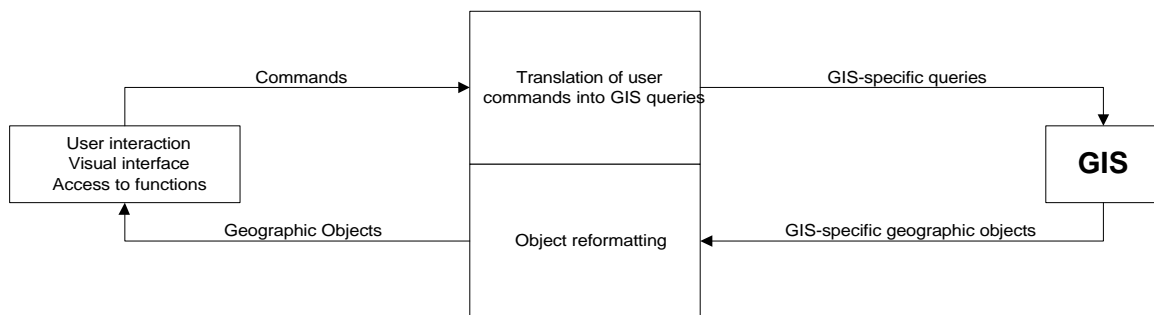 Commands
Translation of user
commands into GIS queries
GIS-specific queries
User interaction
Visual interface
Access to functions
GIS
Geographic Objects
Object reformatting
GIS-specific geographic objects